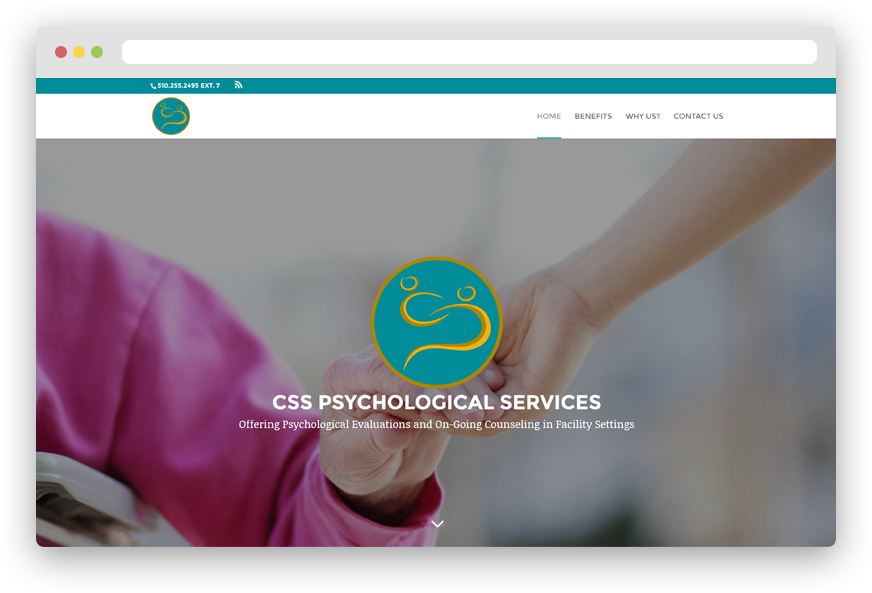 510.255.2495 EXT. 7
HOME BENEFITS WHY US? CONTACT US
CSS PSYCHOLOGICAL SERVICES
Offering Psychological Evaluations and On-Going Counseling in Facility Settings